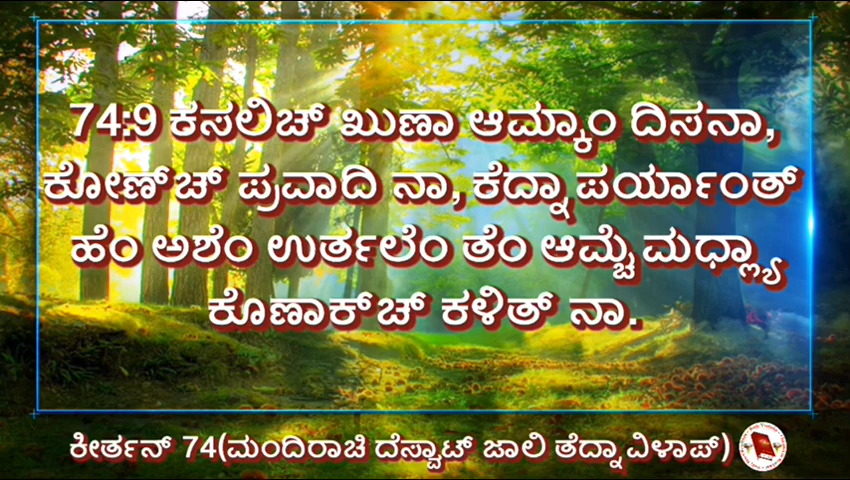 74:9 ಕಸಲಿಚ್ ಖುಣಾ ಆಮ್ಕಾಂ ದಿಸನಾ,
ಕೋಣ್‌ಚ್ ಪ್ರವಾದಿ ನಾ, ಕೆದ್ನಾ ಪರ್ಯಾಂತ್
ಹೆಂ ಅಶೆಂ ಉರ್ತಲೆಂ ತೆಂ ಆಮ್ಚೆ ಮಧ್ಲ್ಯಾ
ಕೊಣಾಕ್‌ಚ್ ಕಳಿತ್ ನಾ.
ಕೀರ್ತನ್ 74(ಮಂದಿರಾಚಿ ದೆಸ್ವಾಟ್ ಜಾಲಿ ತೆದ್ನಾ ವಿಳಾಪ್)